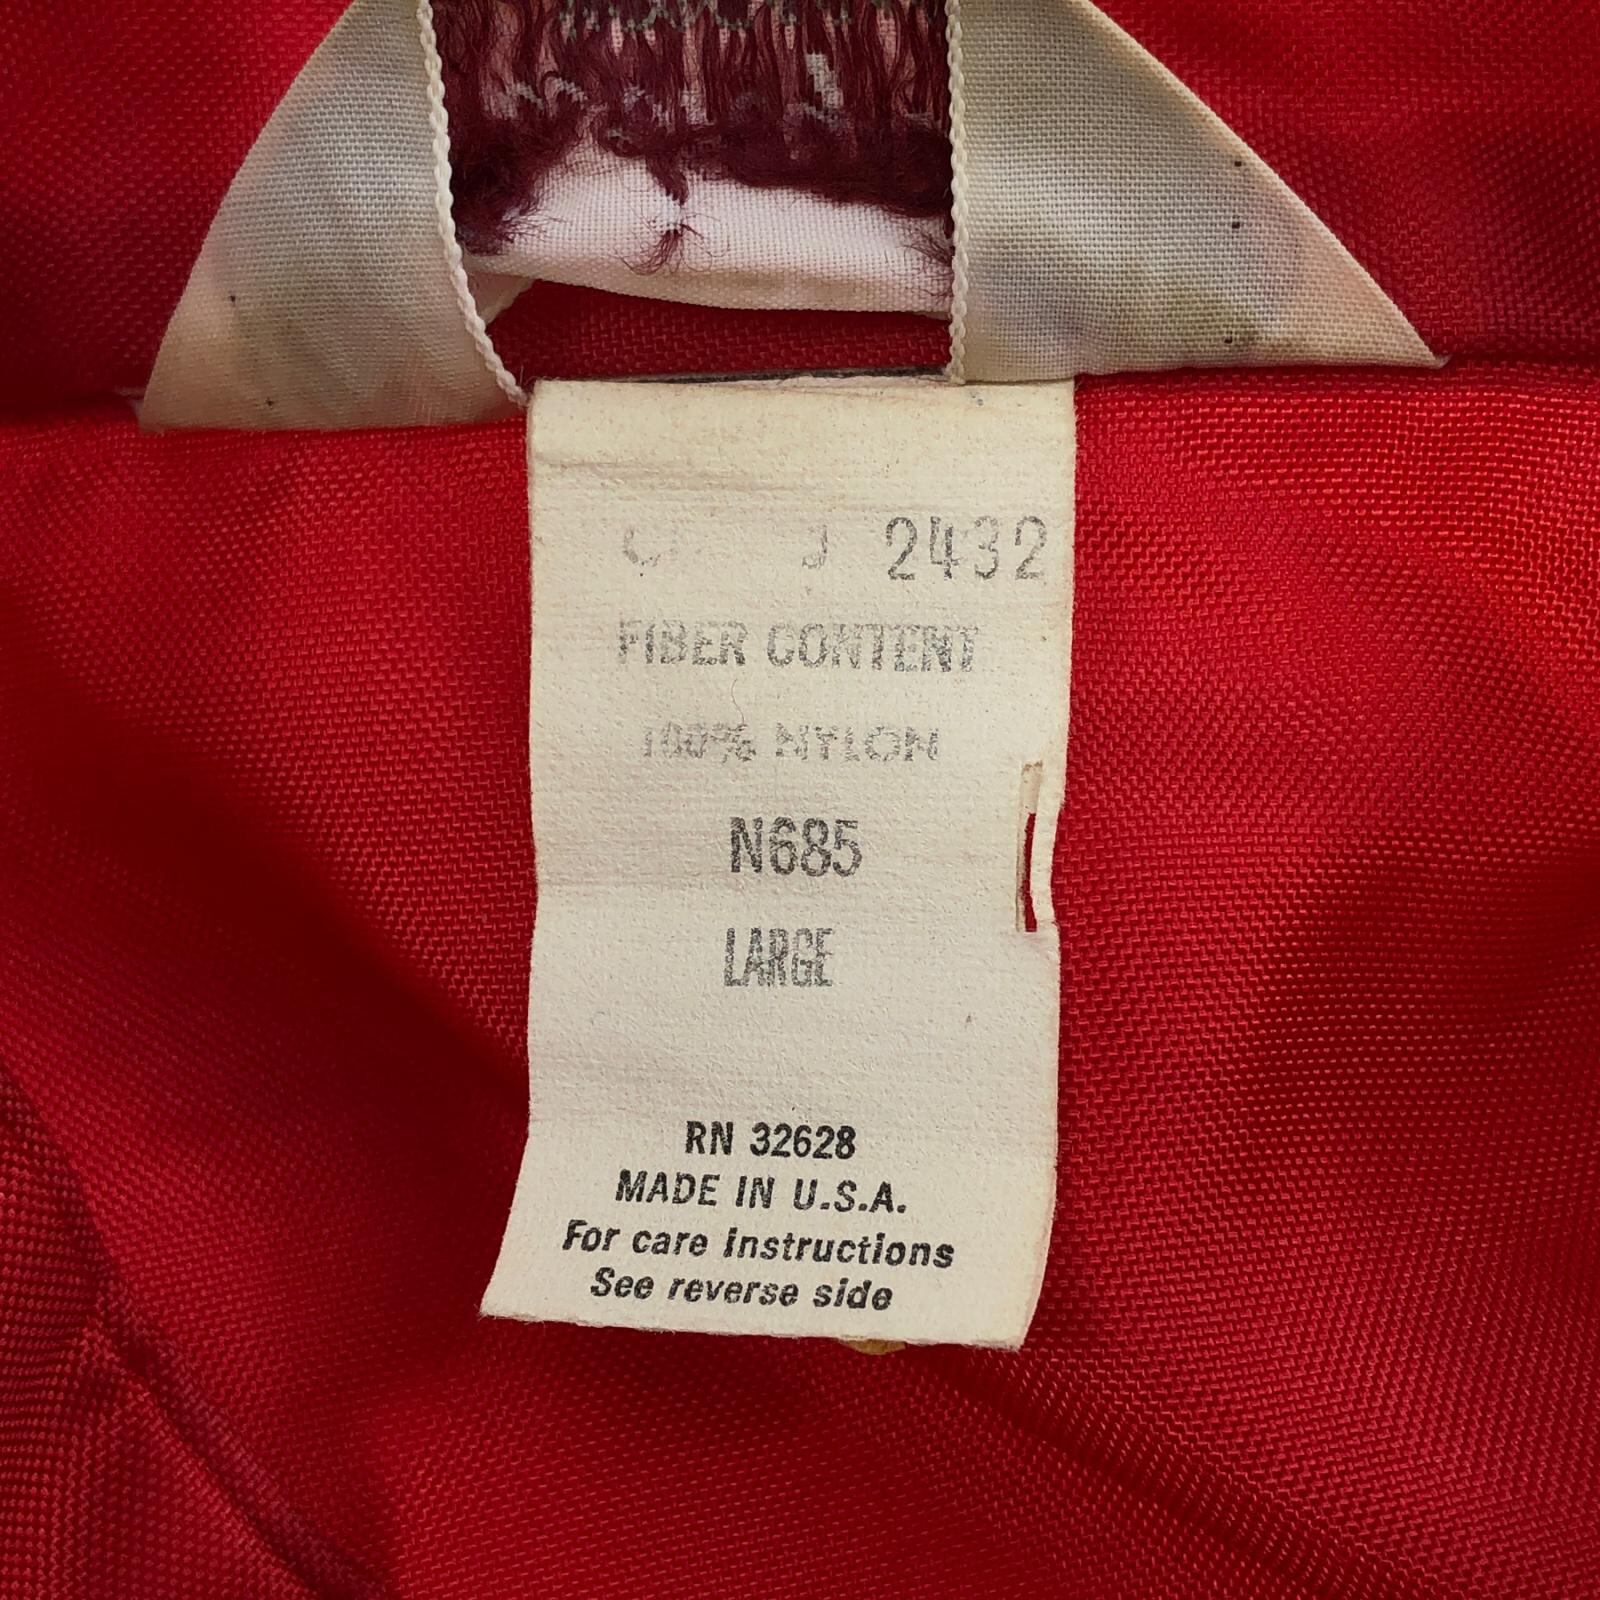 2432
FIBER CONTENT
100% NYLON
N685
LARGE
RN 32628
MADE IN U.S.A.
For care instructions
See reverse side